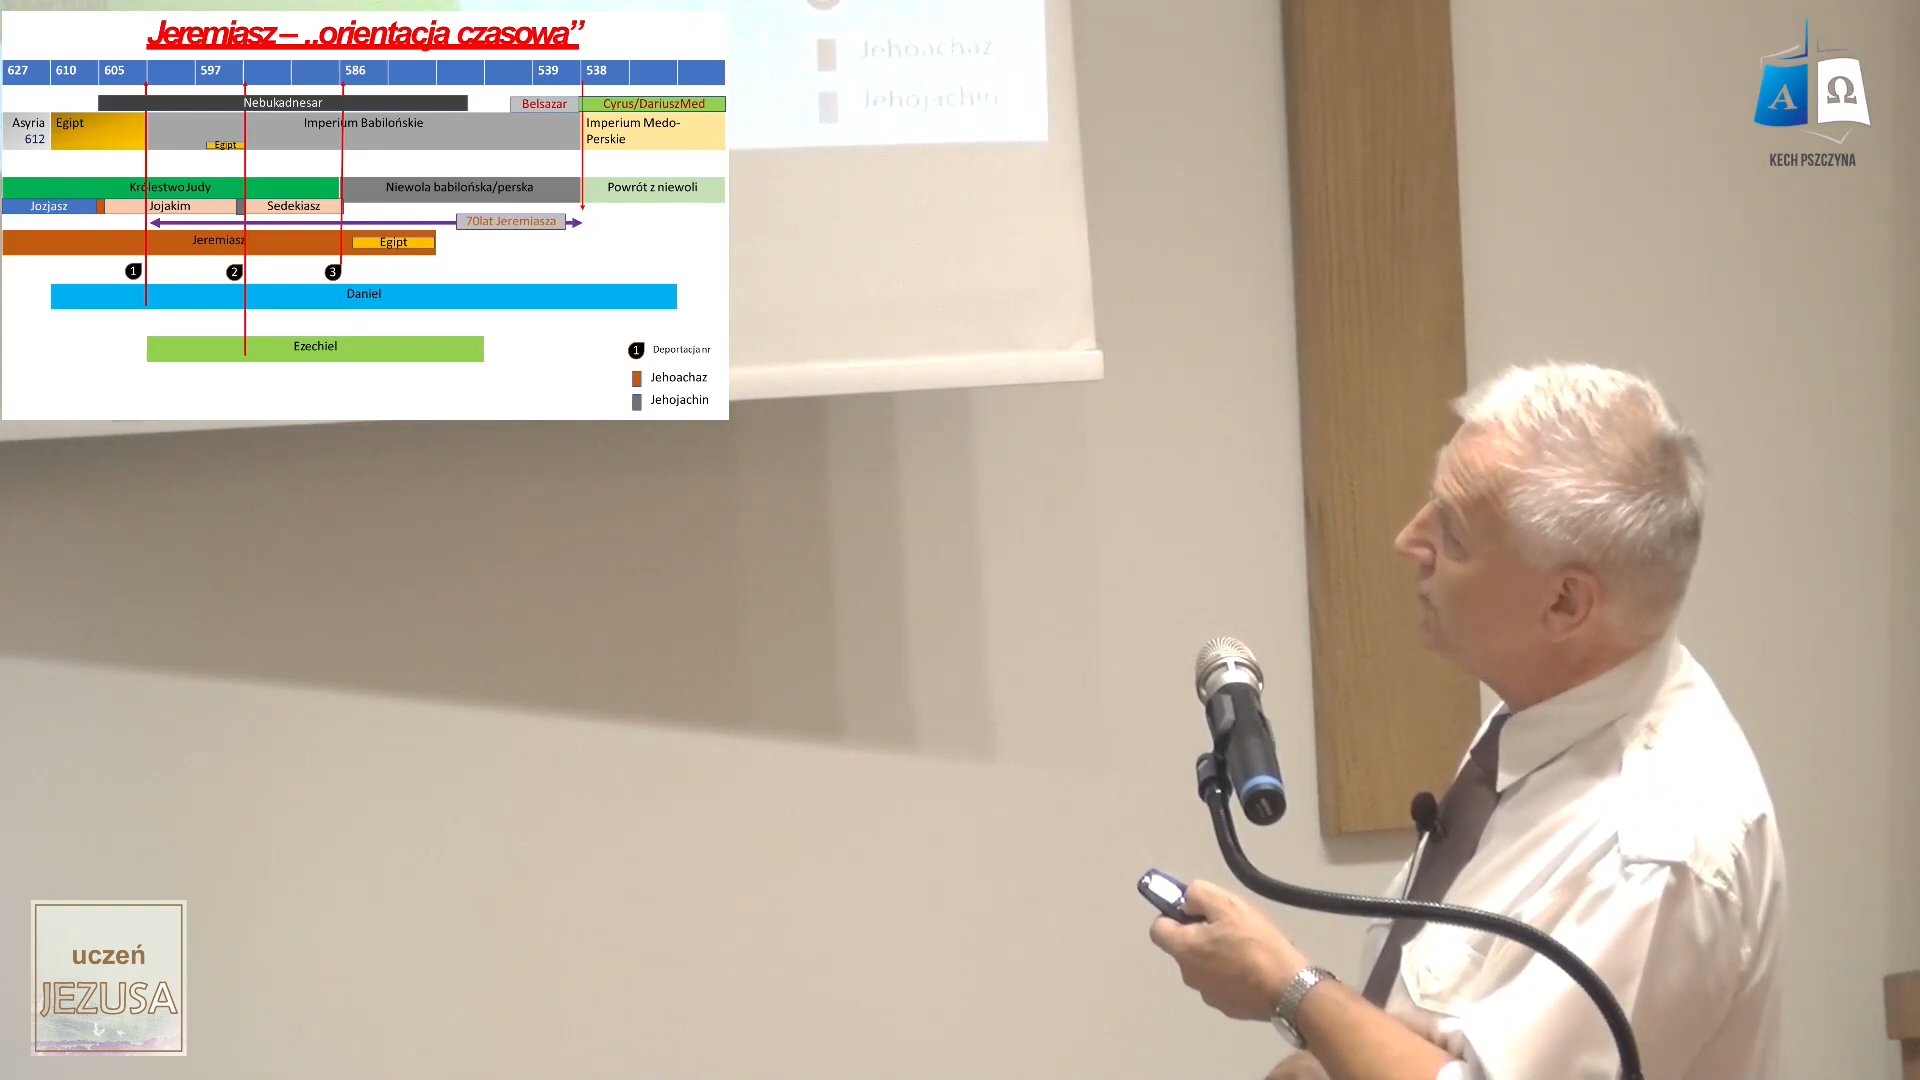 Jeremiasz – „orientacja czasowa”
627 610 605 597 586 539 538
Nebukadnesar
Belsazar
Cyrus/DariuszMed
Asyria
612
Egipt
Imperium Babilońskie
Egipt
Imperium Medo-
Perskie
Królestwo Judy
Niewola babilońska/perska
Powrót z niewoli
Jozjasz
Jojakim
Sedekiasz
70lat Jeremiasza
Jeremiasz
Egipt
1
2
3
Daniel
Ezechiel
1 Deportacja nr
Jehoachaz
Jehojachin
Jehoachaz
Jehojachin
A Ω
KECH PSZCZYNA
uczeń
JEZUSA